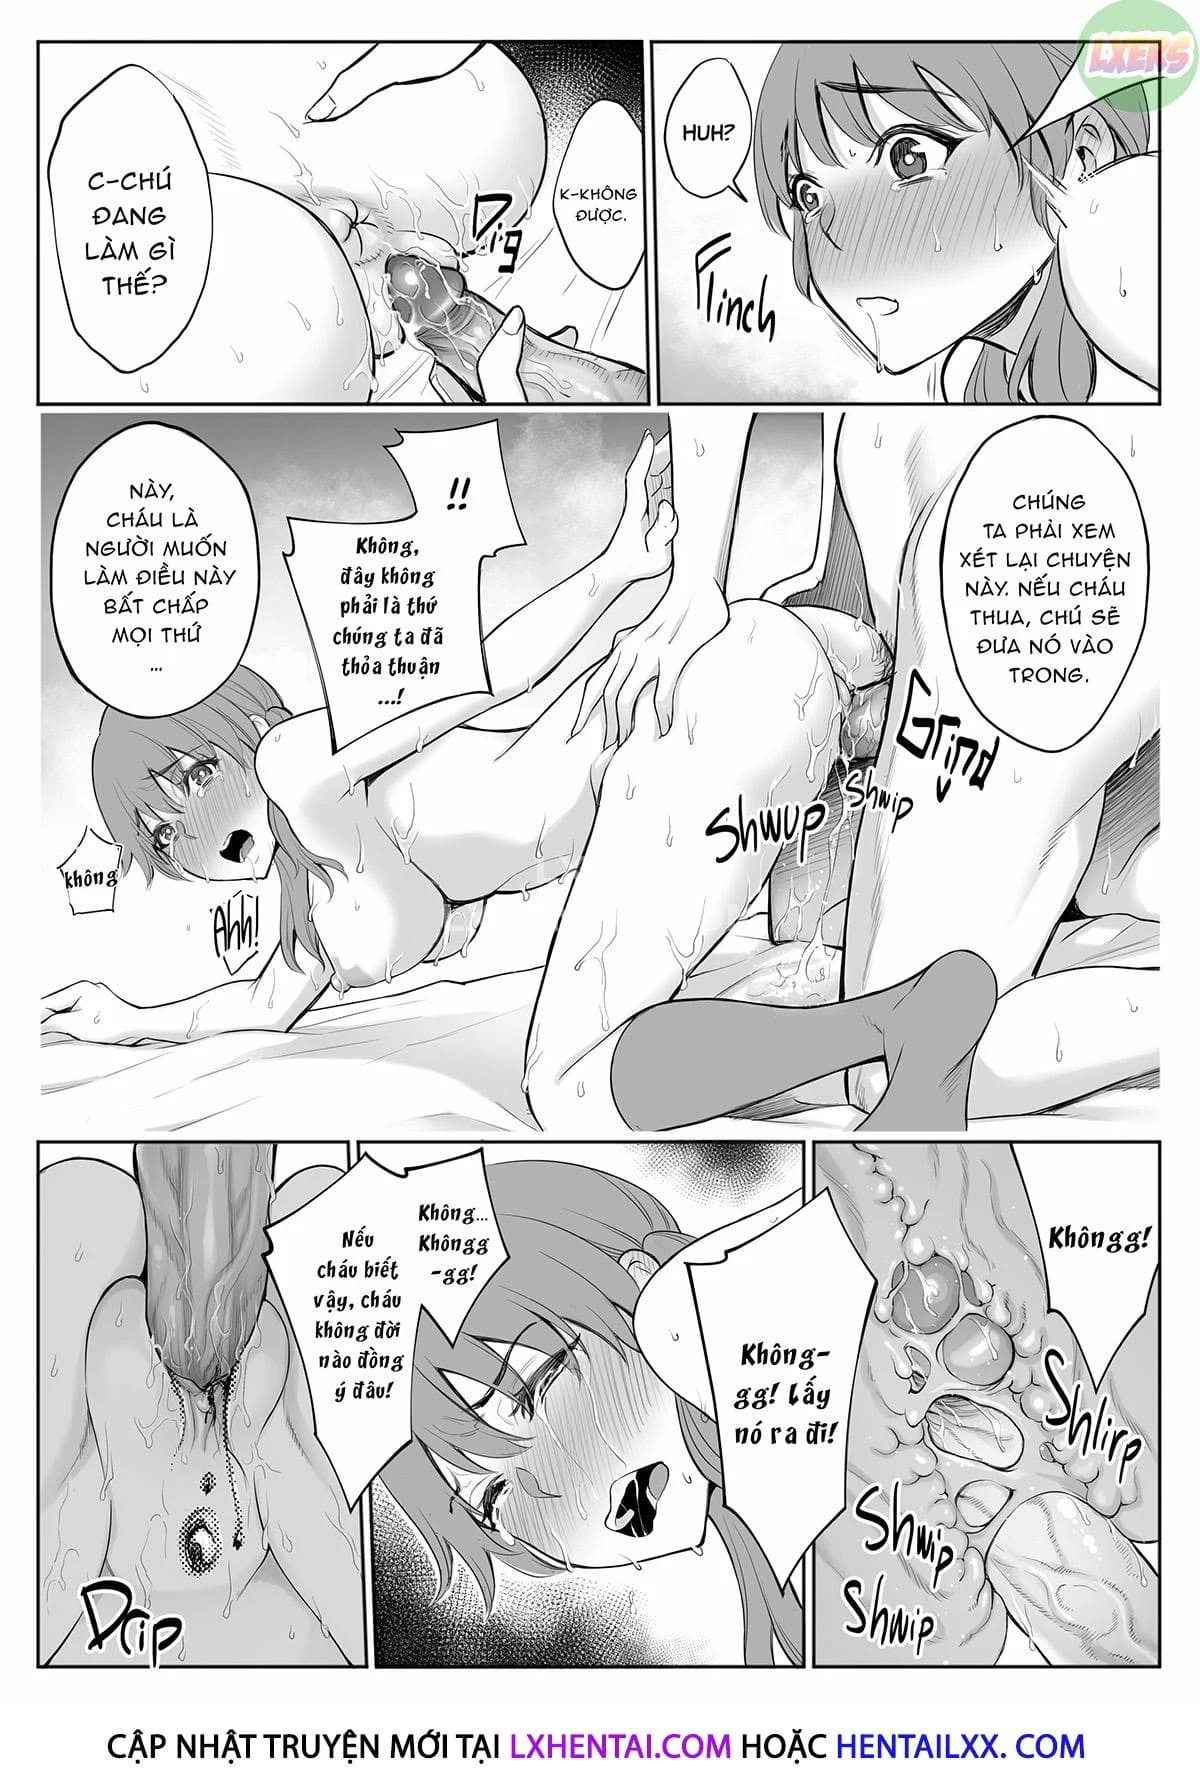 HUH?
Flinch
K-KHÔNG
ĐƯỢC.
Dig
C-CHÚ
ĐANG
LÀM GÌ
THẾ?
CHÚNG
TA PHẢI XEM
XÉT LẠI CHUYỆN
NÀY. NẾU CHÁU
THUA, CHÚ SẼ
ĐƯA NÓ VÀO
TRONG.
Grind
Shwip
Shwup
!!
Không,
đây không
phải là thứ
chúng ta đã
thỏa thuận
...!
NÀY,
CHÁU LÀ
NGƯỜI MUỐN
LÀM ĐIỀU NÀY
BẤT CHẤP
MỌI THỨ
...
không
Ahh!
Khôngg!
Shlirp
Shwip
Shwip
Không-
gg! Lấy
nó ra đi!
Không...
Khôngg
-gg!
Nếu
cháu biết
vậy, cháu
không đời
nào đồng
ý đâu!
Drip
LXERS
CẬP NHẬT TRUYỆN MỚI TẠI LXHENTAI.COM HOẶC HENTAILXX. COM